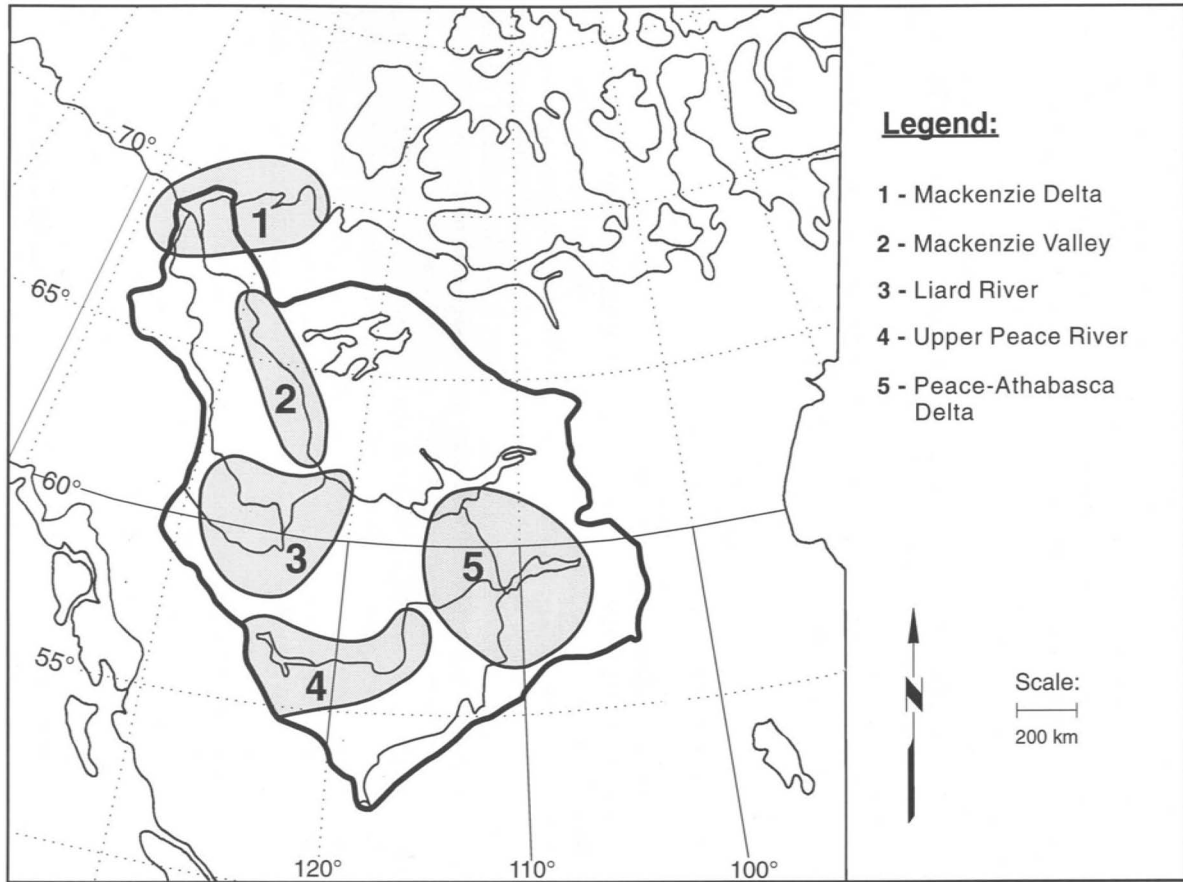 70°
65°
60°
55°
120°
110°
100°
1
2
3
4
5
Legend:
1 - Mackenzie Delta
2 - Mackenzie Valley
3 - Liard River
4 - Upper Peace River
5 - Peace-Athabasca
Delta
N
Scale:
200 km